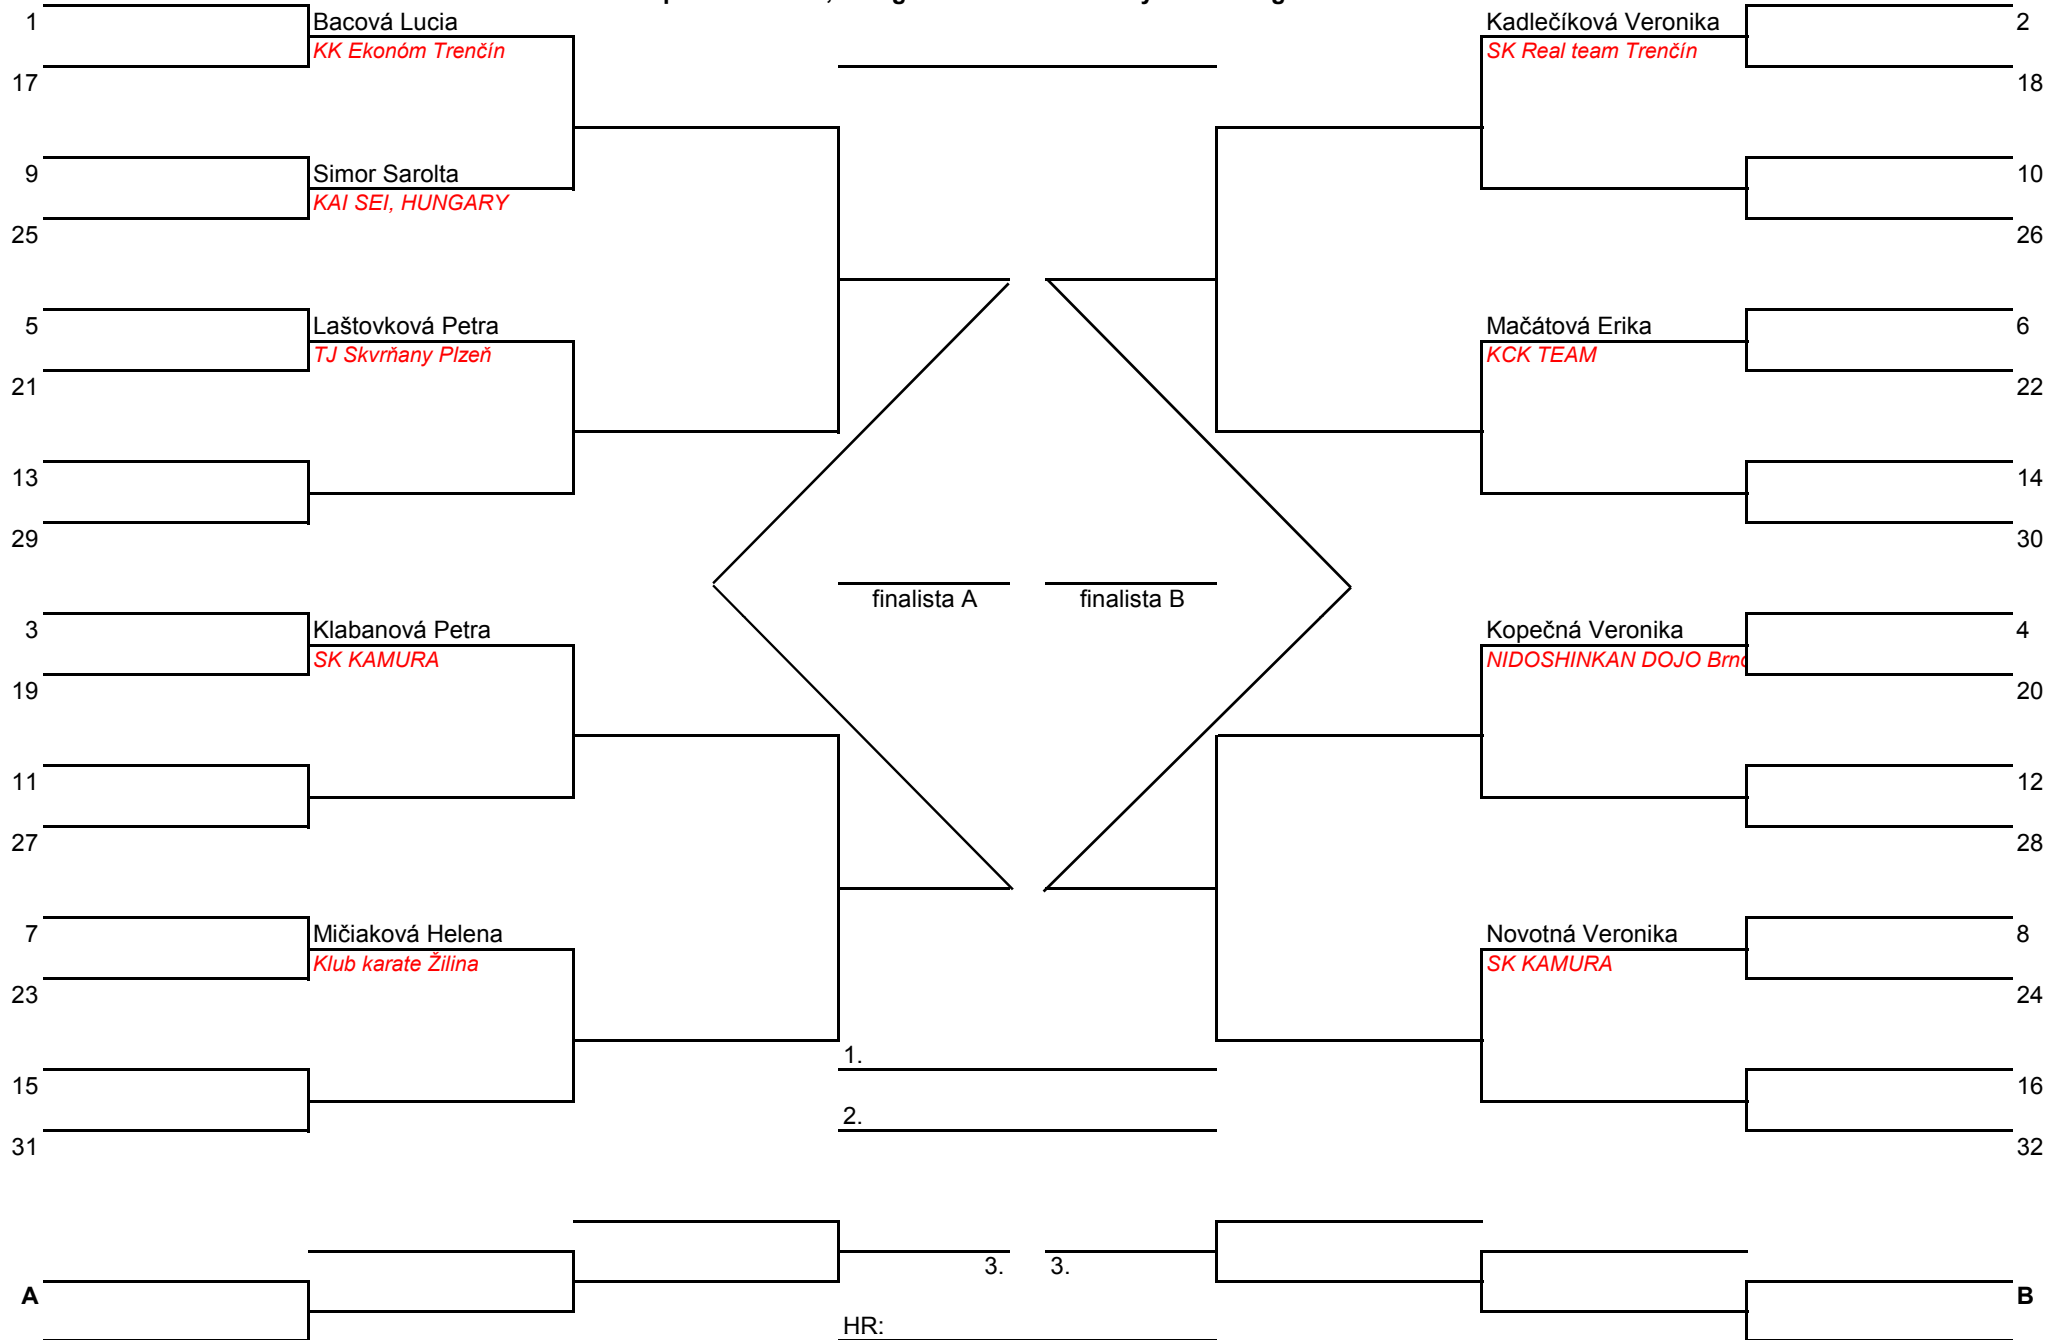 1
Bacová Lucia
KK Ekonóm Trenčín
17
9
Simor Sarolta
KAI SEI, HUNGARY
25
5
Laštovková Petra
TJ Skvrňany Plzeň
21
13
29
3
Klabanová Petra
SK KAMURA
19
11
27
7
Mičiaková Helena
Klub karate Žilina
23
15
31
finalista A
finalista B
Kadlečíková Veronika
SK Real team Trenčín
2
18
10
26
Mačátová Erika
KCK TEAM
6
22
14
30
Kopečná Veronika
NIDOSHINKAN DOJO Brno
4
20
12
28
Novotná Veronika
SK KAMURA
8
24
16
32
1.
2.
3.
3.
A
B
HR: